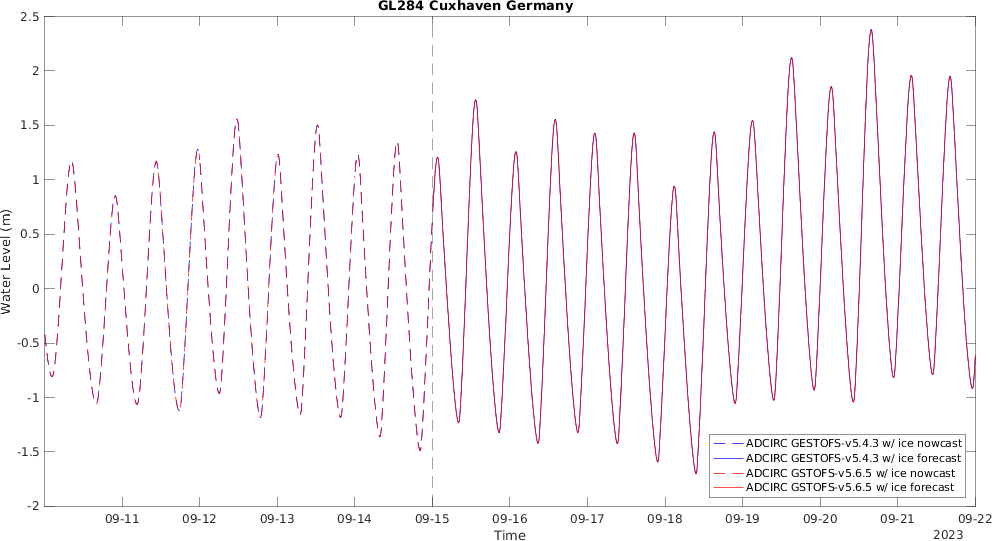 GL284 Cuxhaven Germany
2.5
2
1.5
1
0.5
0
-0.5
-1
-1.5
-2
Water Level (m)
ADCIRC GESTOFS-v5.4.3 w/ ice nowcast
ADCIRC GESTOFS-v5.4.3 w/ ice forecast
ADCIRC GSTOFS-v5.6.5 w/ ice nowcast
ADCIRC GSTOFS-v5.6.5 w/ ice forecast
09-11 09-12 09-13 09-14 09-15 09-16 09-17 09-18 09-19 09-20 09-21 09-22
Time
2023